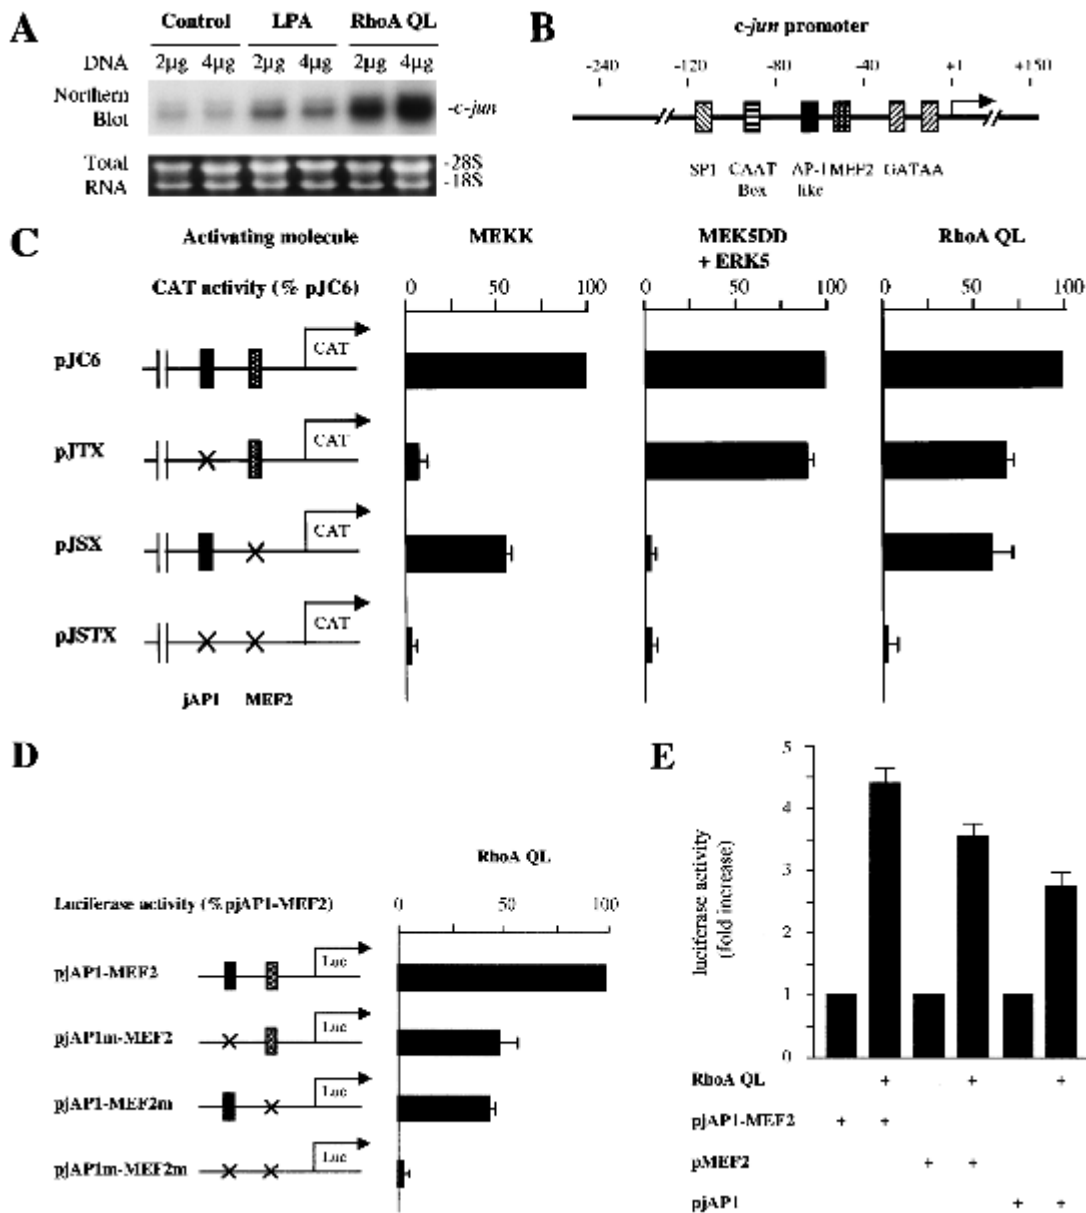 A
Control LPA RhoA QL
DNA 2µg 4µg 2µg 4µg 2µg 4µg
Northern Blot
-c-jun
Total RNA
-28S
-18S
B
c-jun promoter
-240 -120 -80 -40 +1 +150
SP1 CAAT Box AP-1 like MEF2 GATAA
C
Activating molecule MEKK MEK5DD + ERK5 RhoA QL
CAT activity (% pJC6) 0 50 100 0 50 100 0 50 100
pJC6 CAT
pJTX CAT
pJSX CAT
pJSTX CAT
jAP1 MEF2
D
RhoA QL
Luciferase activity (%pjAP1-MEF2) 0 50 100
pjAP1-MEF2 Luc
pjAP1m-MEF2 Luc
pjAP1-MEF2m Luc
pjAP1m-MEF2m Luc
E
luciferase activity (fold increase)
5
4
3
2
1
0
RhoA QL + + +
pjAP1-MEF2 + +
pMEF2 + +
pjAP1 + +